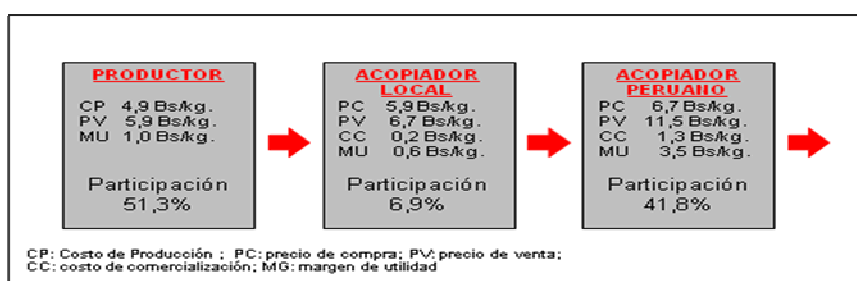 PRODUCTOR
CP 4,9 Bs/kg.
PV 5,9 Bs/kg.
MU 1,0 Bs/kg.
Participación
51,3%
ACOPIADOR
LOCAL
PC 5,9 Bs/kg.
PV 6,7 Bs/kg.
CC 0,2 Bs/kg.
MU 0,6 Bs/kg.
Participación
6,9%
ACOPIADOR
PERUANO
PC 6,7 Bs/kg.
PV 11,5 Bs/kg.
CC 1,3 Bs/kg.
MU 3,5 Bs/kg.
Participación
41,8%
CP: Costo de Producción ; PC: precio de compra; PV: precio de venta;
CC: costo de comercialización; MG: margen de utilidad